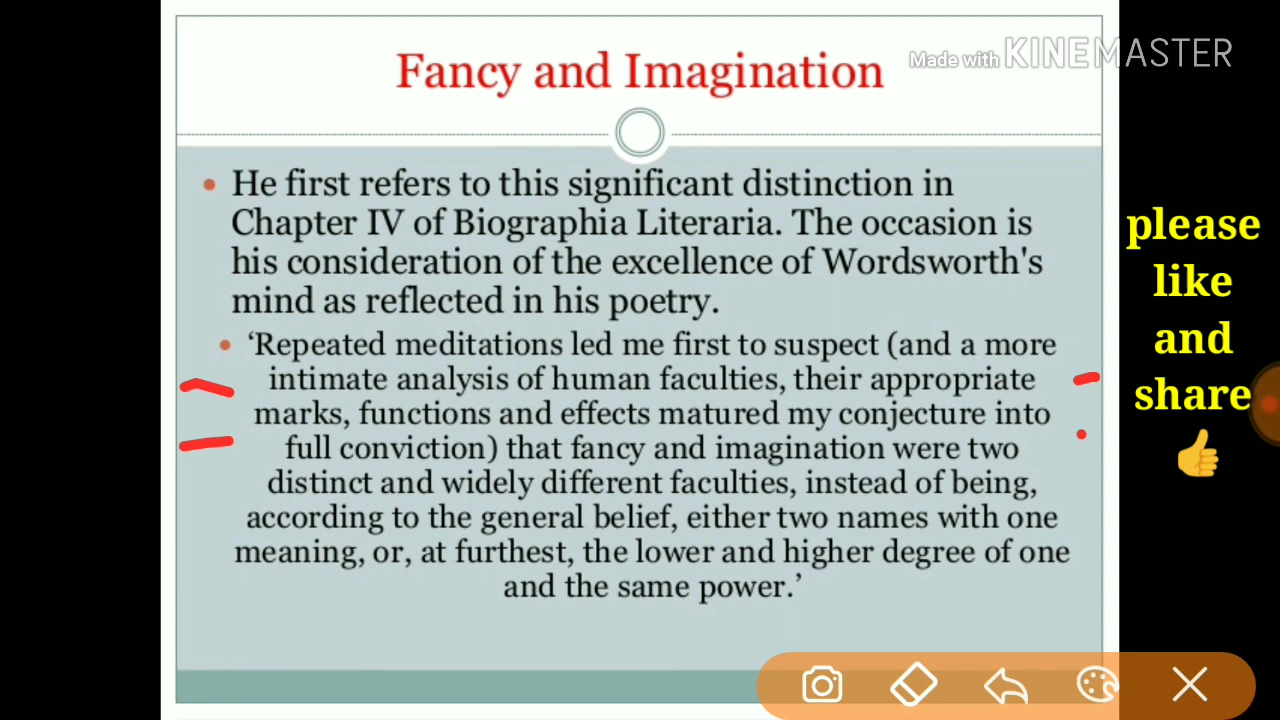 Fancy and Imagination
Made with KINEMASTER
• He first refers to this significant distinction in
Chapter IV of Biographia Literaria. The occasion is
his consideration of the excellence of Wordsworth's
mind as reflected in his poetry.
• ‘Repeated meditations led me first to suspect (and a more
intimate analysis of human faculties, their appropriate
marks, functions and effects matured my conjecture into
full conviction) that fancy and imagination were two
distinct and widely different faculties, instead of being,
according to the general belief, either two names with one
meaning, or, at furthest, the lower and higher degree of one
and the same power.’
please
like
and
share